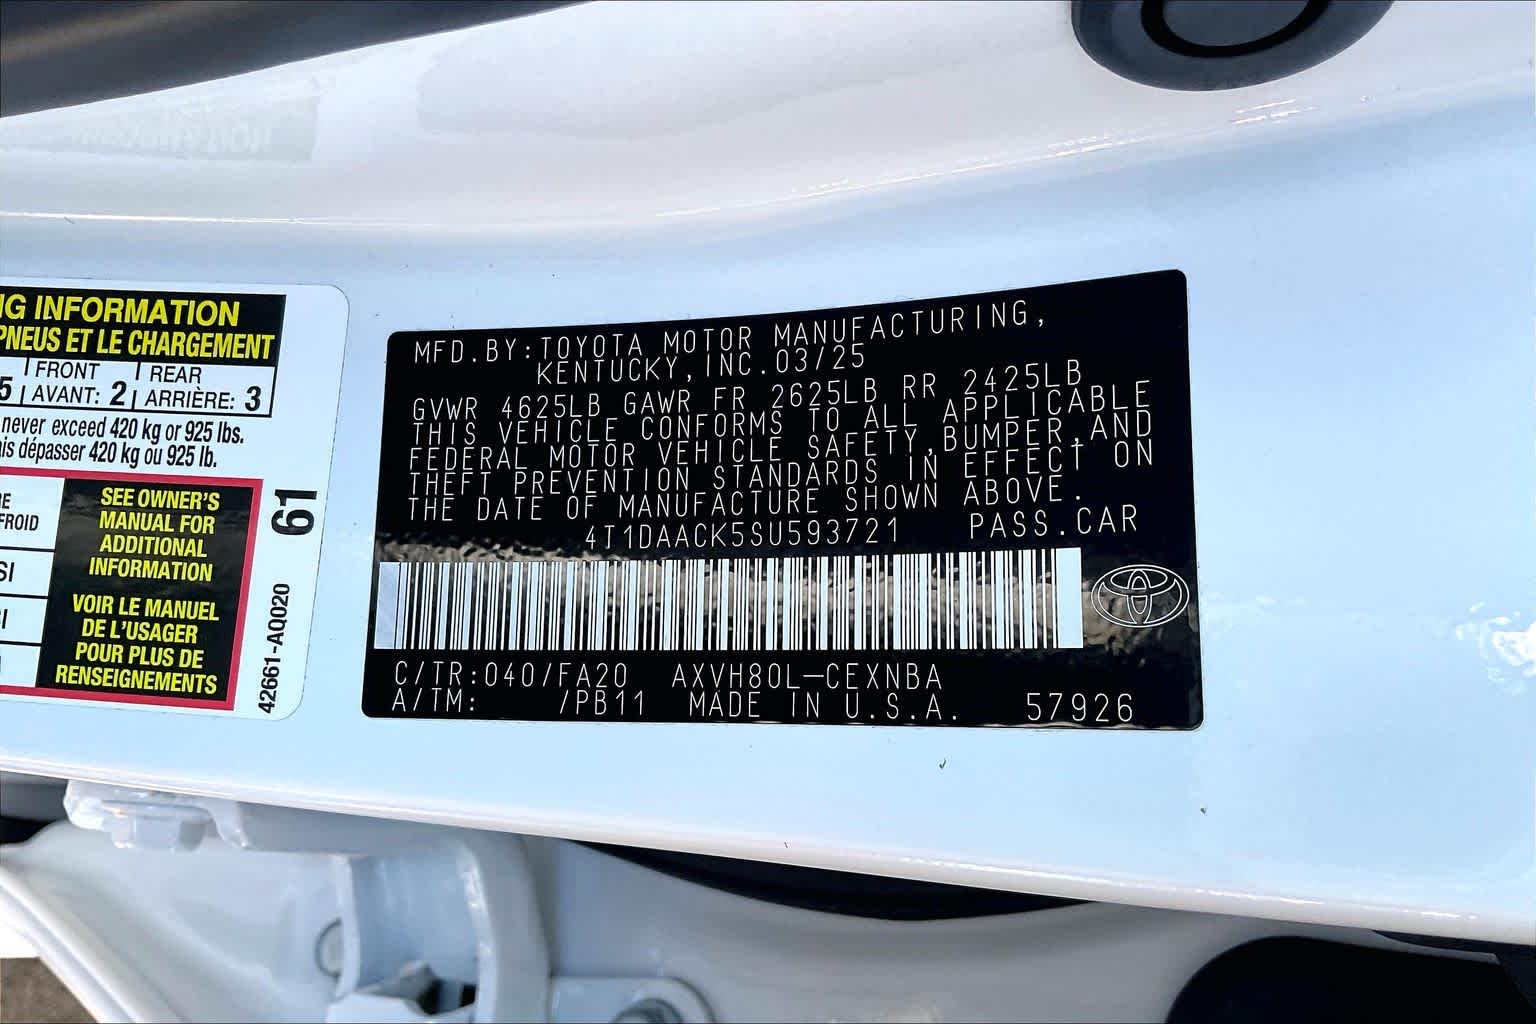 NG INFORMATION
PNEUS ET LE CHARGEMENT
5 FRONT AVANT: 2 REAR ARRIÈRE: 3
never exceed 420 kg or 925 lbs.
dépasser 420 kg ou 925 lb.
FROID
SEE OWNER'S
MANUAL FOR
ADDITIONAL
INFORMATION
VOIR LE MANUEL
DE L'USAGER
POUR PLUS DE
RENSEIGNEMENTS
61
42661-AQ020
MFD.BY:TOYOTA MOTOR MANUFACTURING,
KENTUCKY,INC.03/25
GVWR 4625LB GAWR FR 2625LB RR 2425LB
THIS VEHICLE CONFORMS TO ALL APPLICABLE
FEDERAL MOTOR VEHICLE SAFETY,BUMPER,AND
THEFT PREVENTION STANDARDS IN EFFECT ON
THE DATE OF MANUFACTURE SHOWN ABOVE.
4T1DAACK5SU593721 PASS.CAR
C/TR:040/FA20 AXVH80L-CEXNBA
A/TM: /PB11 MADE IN U.S.A. 57926